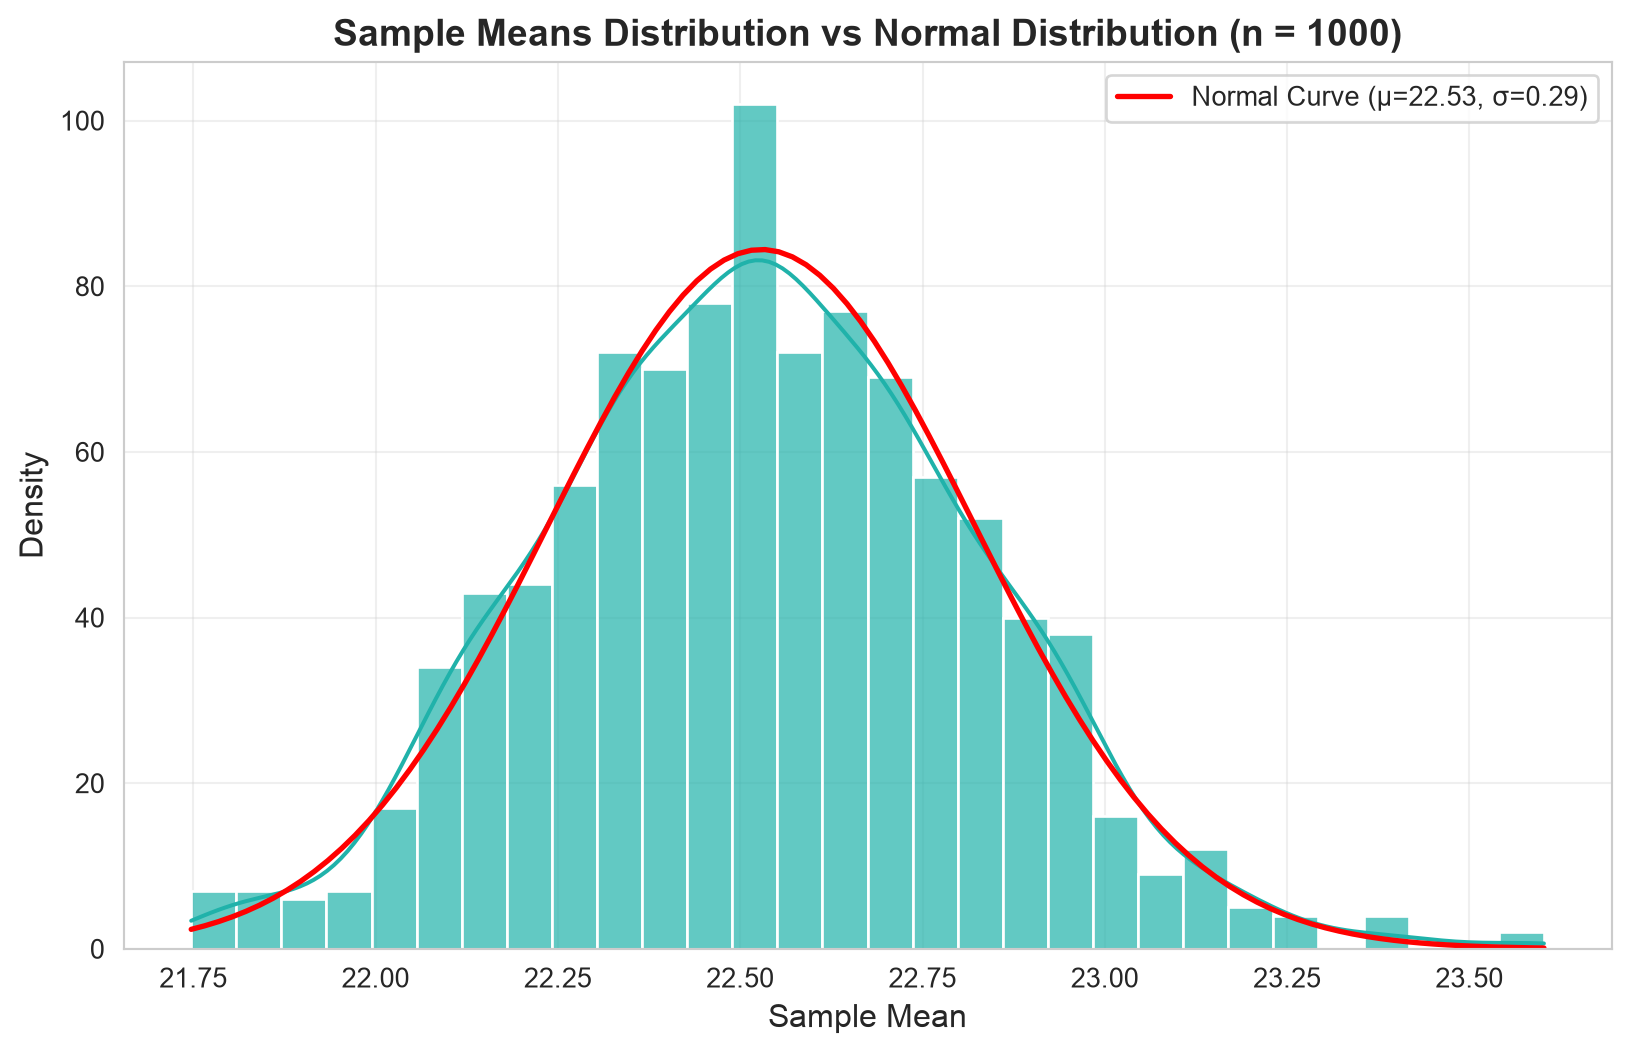 Sample Means Distribution vs Normal Distribution (n = 1000)
Normal Curve (μ=22.53, σ=0.29)
Density
100
80
60
40
20
0
21.75 22.00 22.25 22.50 22.75 23.00 23.25 23.50
Sample Mean